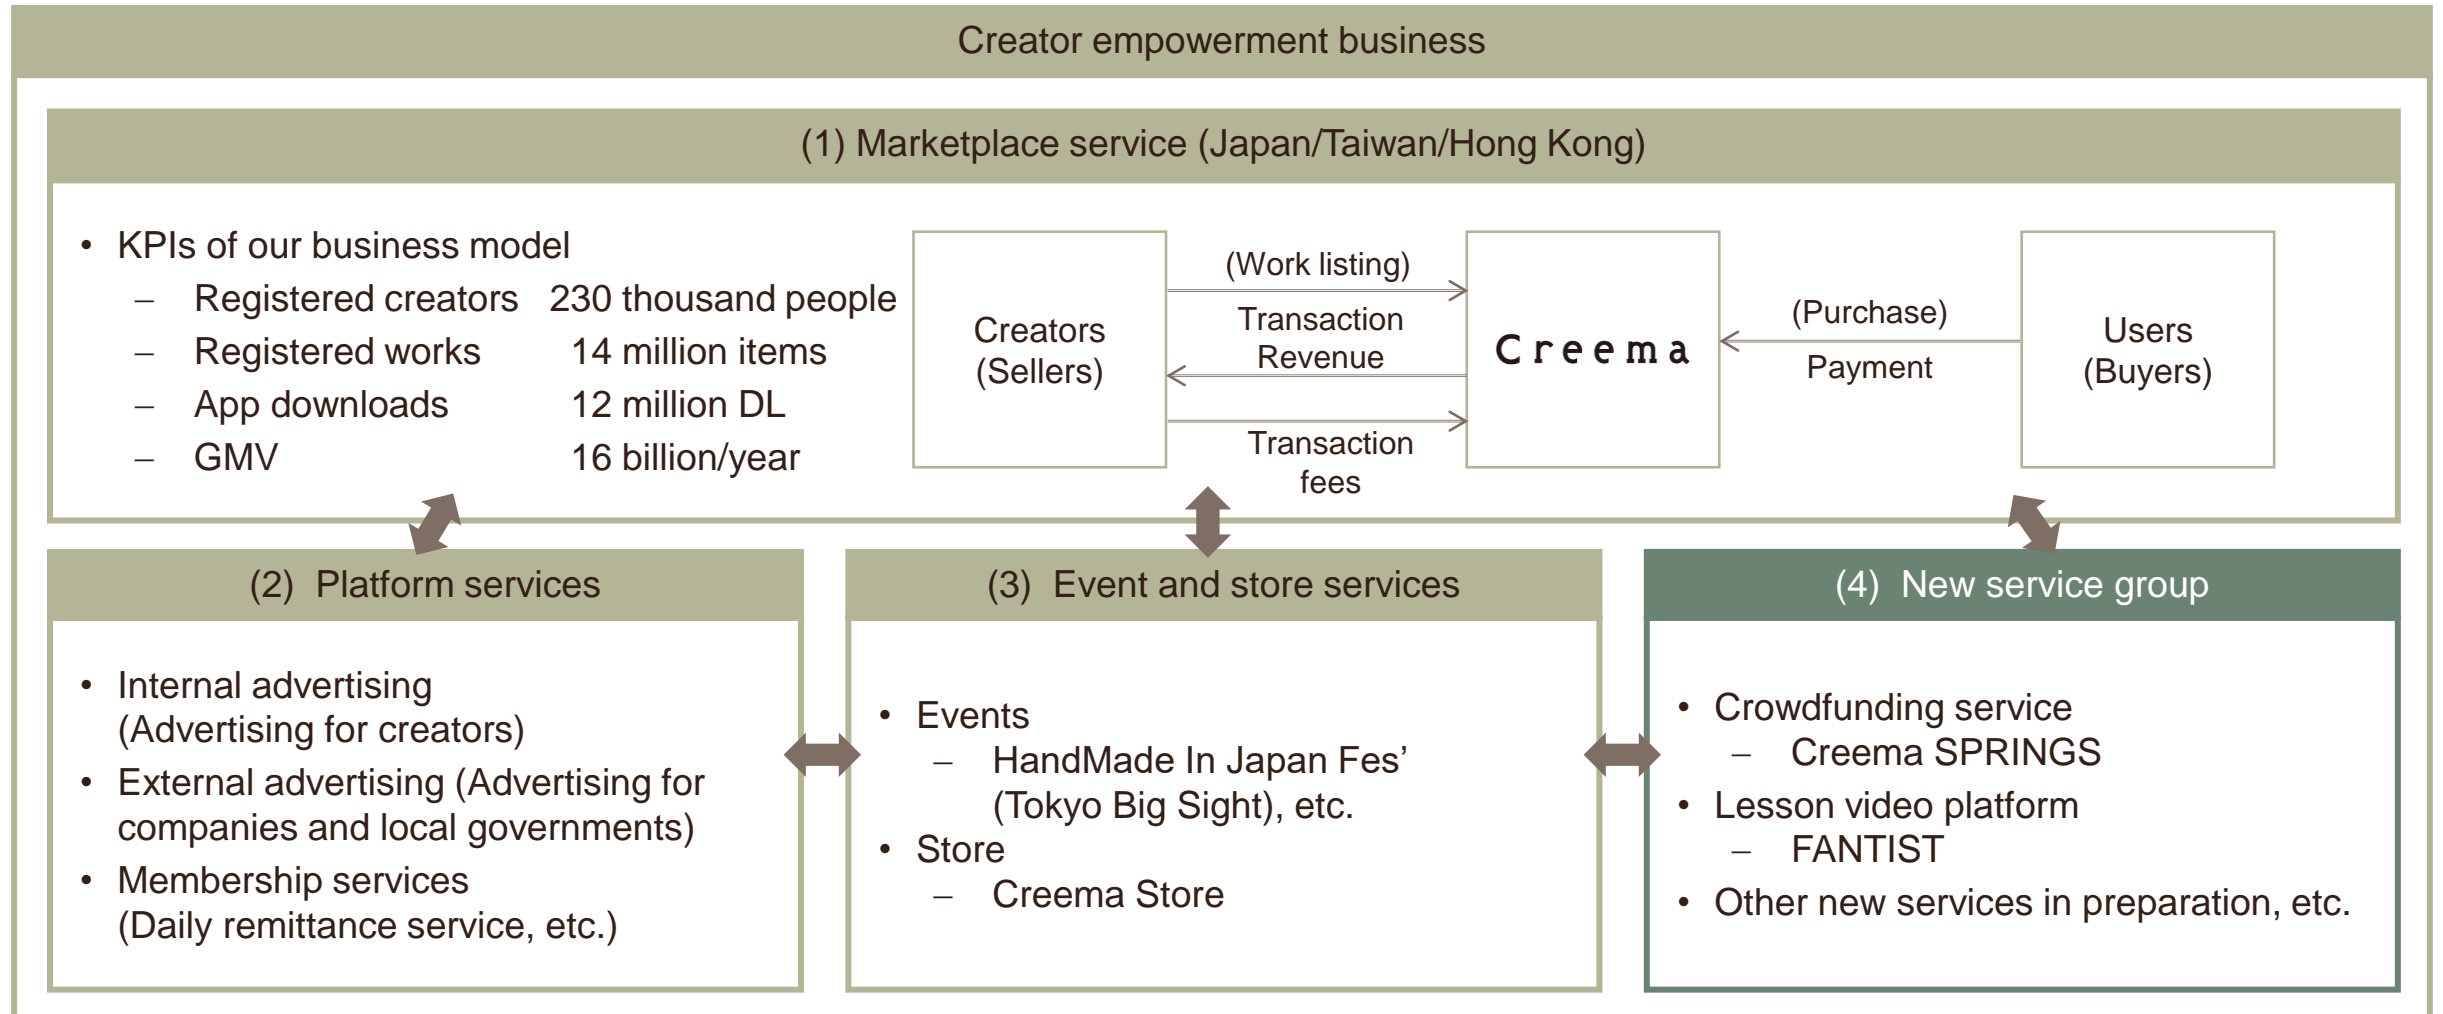 Creator empowerment business
(1) Marketplace service (Japan/Taiwan/Hong Kong)
• KPIs of our business model
– Registered creators 230 thousand people
– Registered works 14 million items
– App downloads 12 million DL
– GMV 16 billion/year
Creators
(Sellers)
(Work listing)
Transaction
Revenue
Transaction
fees
Creema
(Purchase)
Payment
Users
(Buyers)
(2) Platform services
• Internal advertising
(Advertising for creators)
• External advertising (Advertising for
companies and local governments)
• Membership services
(Daily remittance service, etc.)
(3) Event and store services
• Events
– HandMade In Japan Fes’
(Tokyo Big Sight), etc.
• Store
– Creema Store
(4) New service group
• Crowdfunding service
– Creema SPRINGS
• Lesson video platform
– FANTIST
• Other new services in preparation, etc.